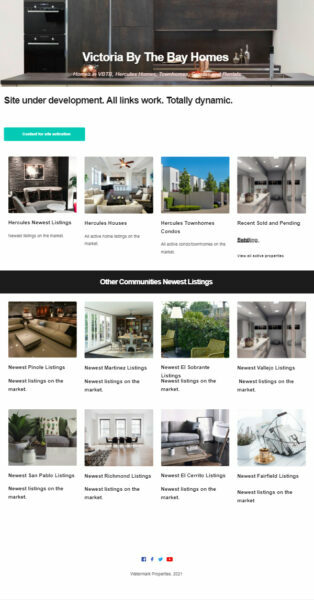 Victoria By The Bay Homes
Homes in VBTB, Hercules Homes, Townhomes, Condos and Rentals
Site under development. All links work. Totally dynamic.
Contact for site activation
Hercules Newest Listings
Newest listings on the market.
Hercules Houses
All active home listings on the
market.
Hercules Townhomes
Condos
All active condo/townhomes on the
market.
Recent Sold and Pending
View all active properties
Other Communities Newest Listings
Newest Pinole Listings
Newest listings on the
market.
Newest Martinez Listings
Newest listings on the
market.
Newest El Sobrante
Listings
Newest listings on the
market.
Newest Vallejo Listings
Newest listings on the
market.
Newest San Pablo Listings
Newest listings on the
market.
Newest Richmond Listings
Newest listings on the
market.
Newest El Cerrito Listings
Newest listings on the
market.
Newest Fairfield Listings
Newest listings on the
market.
Watermark Properties, 2021